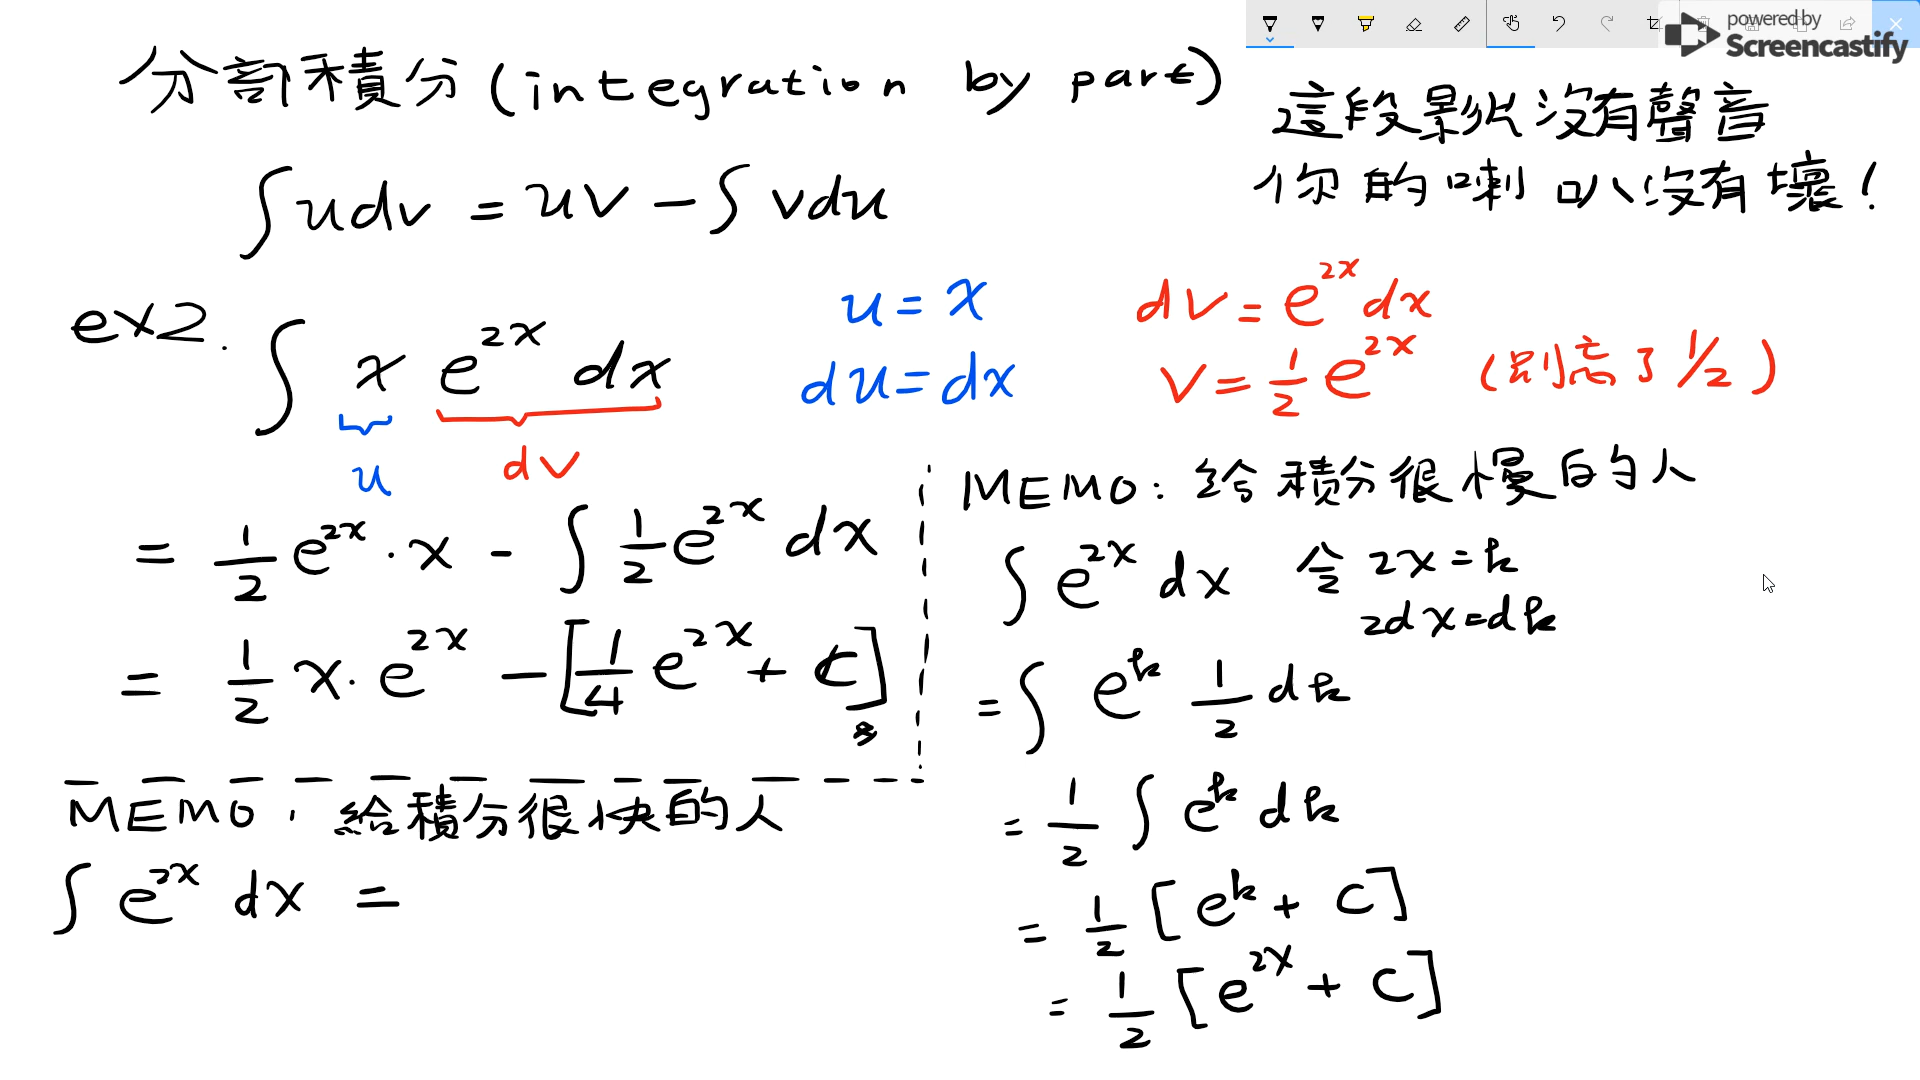 powered by
Screencastify
分部積分(integration by part)
這段影片沒有聲音
你的喇叭沒有壞!
∫udv = uv - ∫vdu
ex2. ∫ x e^{2x} dx
u
dv
u = x
du = dx
dv = e^{2x}dx
v = 1/2 e^{2x} (別忘了 1/2)
= 1/2 e^{2x} · x - ∫ 1/2 e^{2x} dx
= 1/2 x · e^{2x} - [1/4 e^{2x} + C]
MEMO: 給積分很快的人
∫ e^{2x} dx =
MEMO: 給積分很慢的人
∫ e^{2x} dx 令 2x = k
2dx = dk
= ∫ e^k 1/2 dk
= 1/2 ∫ e^k dk
= 1/2 [e^k + C]
= 1/2 [e^{2x} + C]